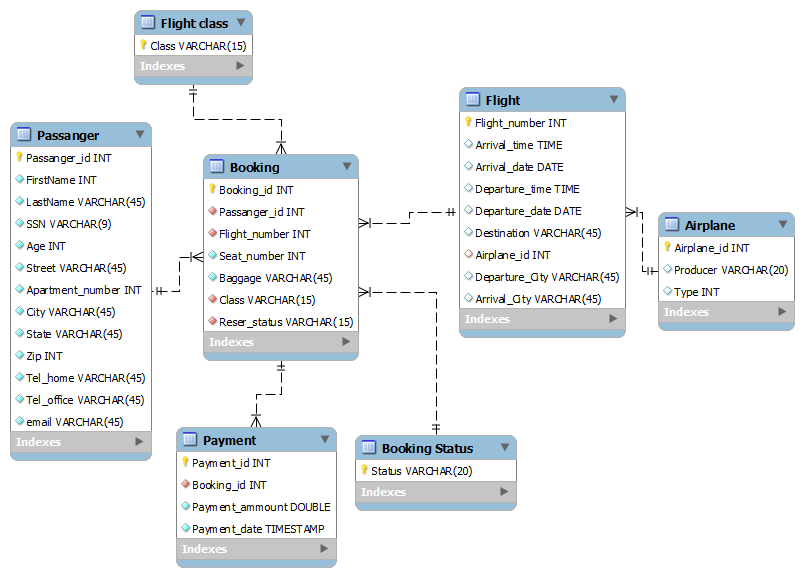 Flight class
Class VARCHAR(15)
Indexes
Passanger
Passanger_id INT
FirstName INT
LastName VARCHAR(45)
SSN VARCHAR(9)
Age INT
Street VARCHAR(45)
Apartment_number INT
City VARCHAR(45)
State VARCHAR(45)
Zip INT
Tel_home VARCHAR(45)
Tel_office VARCHAR(45)
email VARCHAR(45)
Indexes
Booking
Booking_id INT
Passanger_id INT
Flight_number INT
Seat_number INT
Baggage VARCHAR(45)
Class VARCHAR(15)
Reser_status VARCHAR(15)
Indexes
Flight
Flight_number INT
Arrival_time TIME
Arrival_date DATE
Departure_time TIME
Departure_date DATE
Destination VARCHAR(45)
Airplane_id INT
Departure_City VARCHAR(45)
Arrival_City VARCHAR(45)
Indexes
Airplane
Airplane_id INT
Producer VARCHAR(20)
Type INT
Indexes
Payment
Payment_id INT
Booking_id INT
Payment_ammount DOUBLE
Payment_date TIMESTAMP
Indexes
Booking Status
Status VARCHAR(20)
Indexes